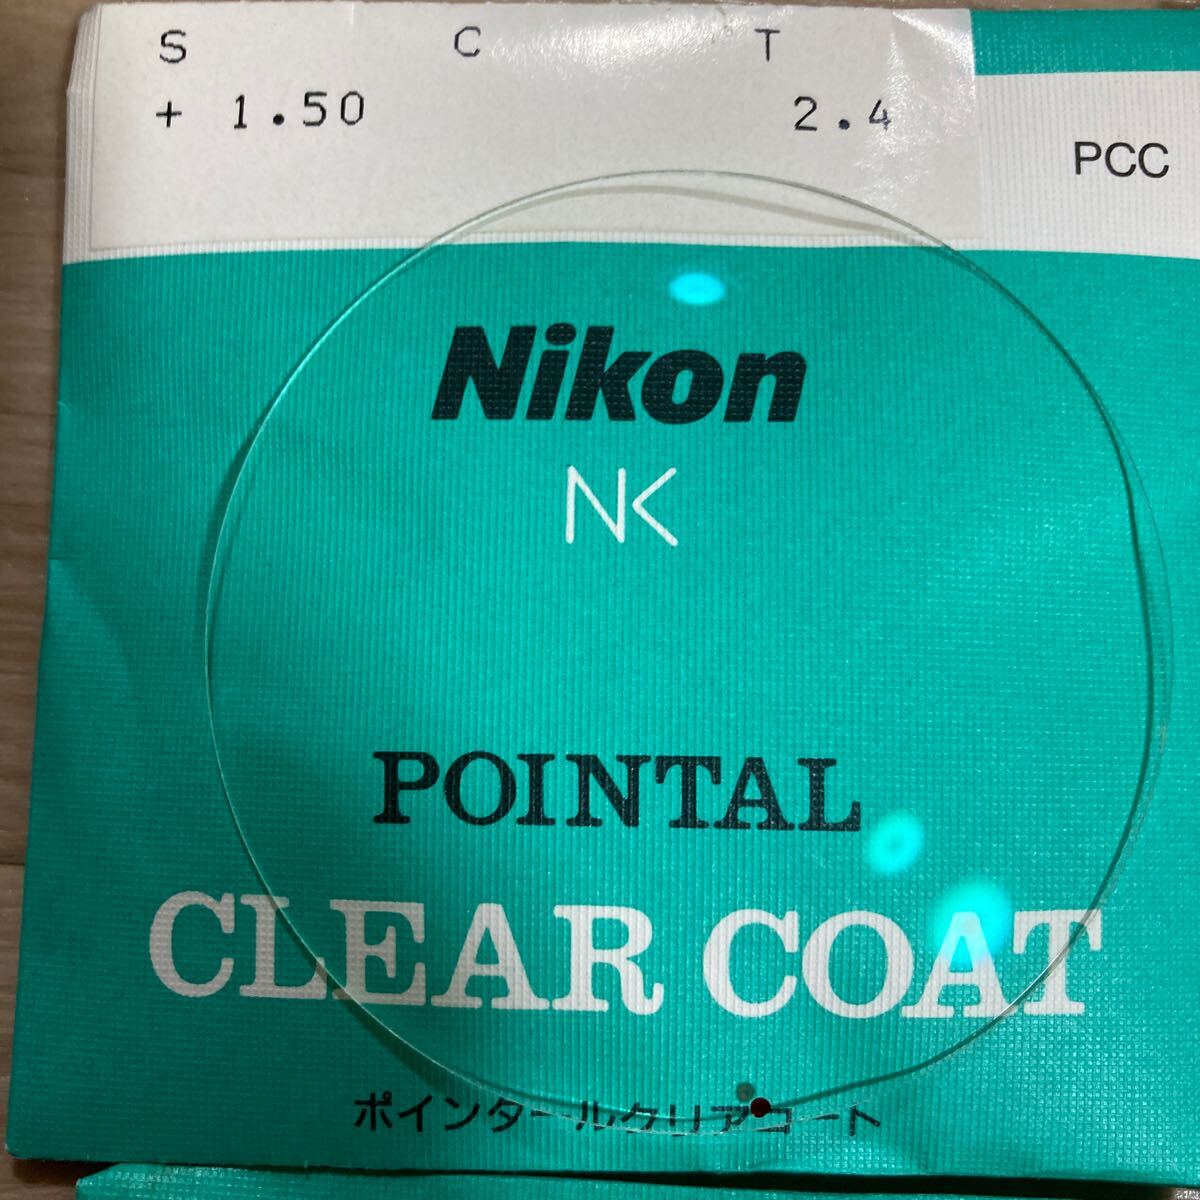 S C T
+ 1.50 2.4
PCC
Nikon
NK
POINTAL
CLEAR COAT
ポインタールクリアコート